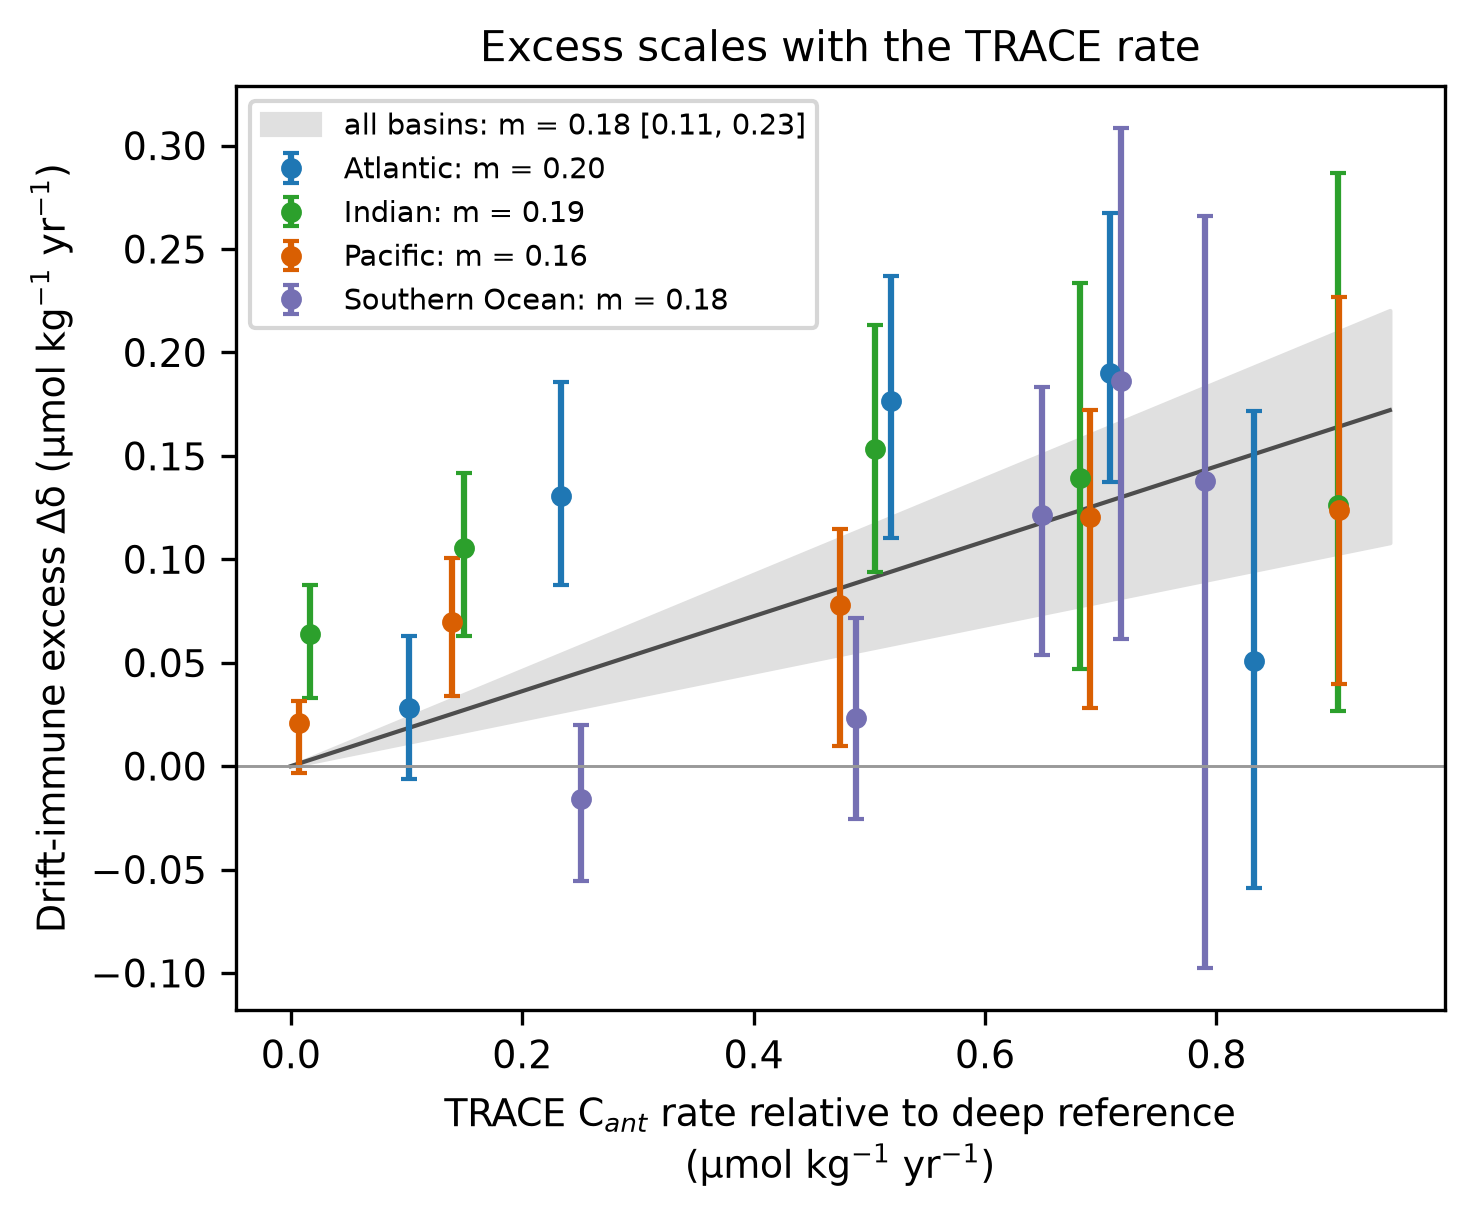 Excess scales with the TRACE rate
all basins: m = 0.18 [0.11, 0.23]
Atlantic: m = 0.20
Indian: m = 0.19
Pacific: m = 0.16
Southern Ocean: m = 0.18
Drift-immune excess Δδ (μmol kg⁻¹ yr⁻¹)
0.30
0.25
0.20
0.15
0.10
0.05
0.00
−0.05
−0.10
0.0 0.2 0.4 0.6 0.8
TRACE C_ant rate relative to deep reference
(μmol kg⁻¹ yr⁻¹)